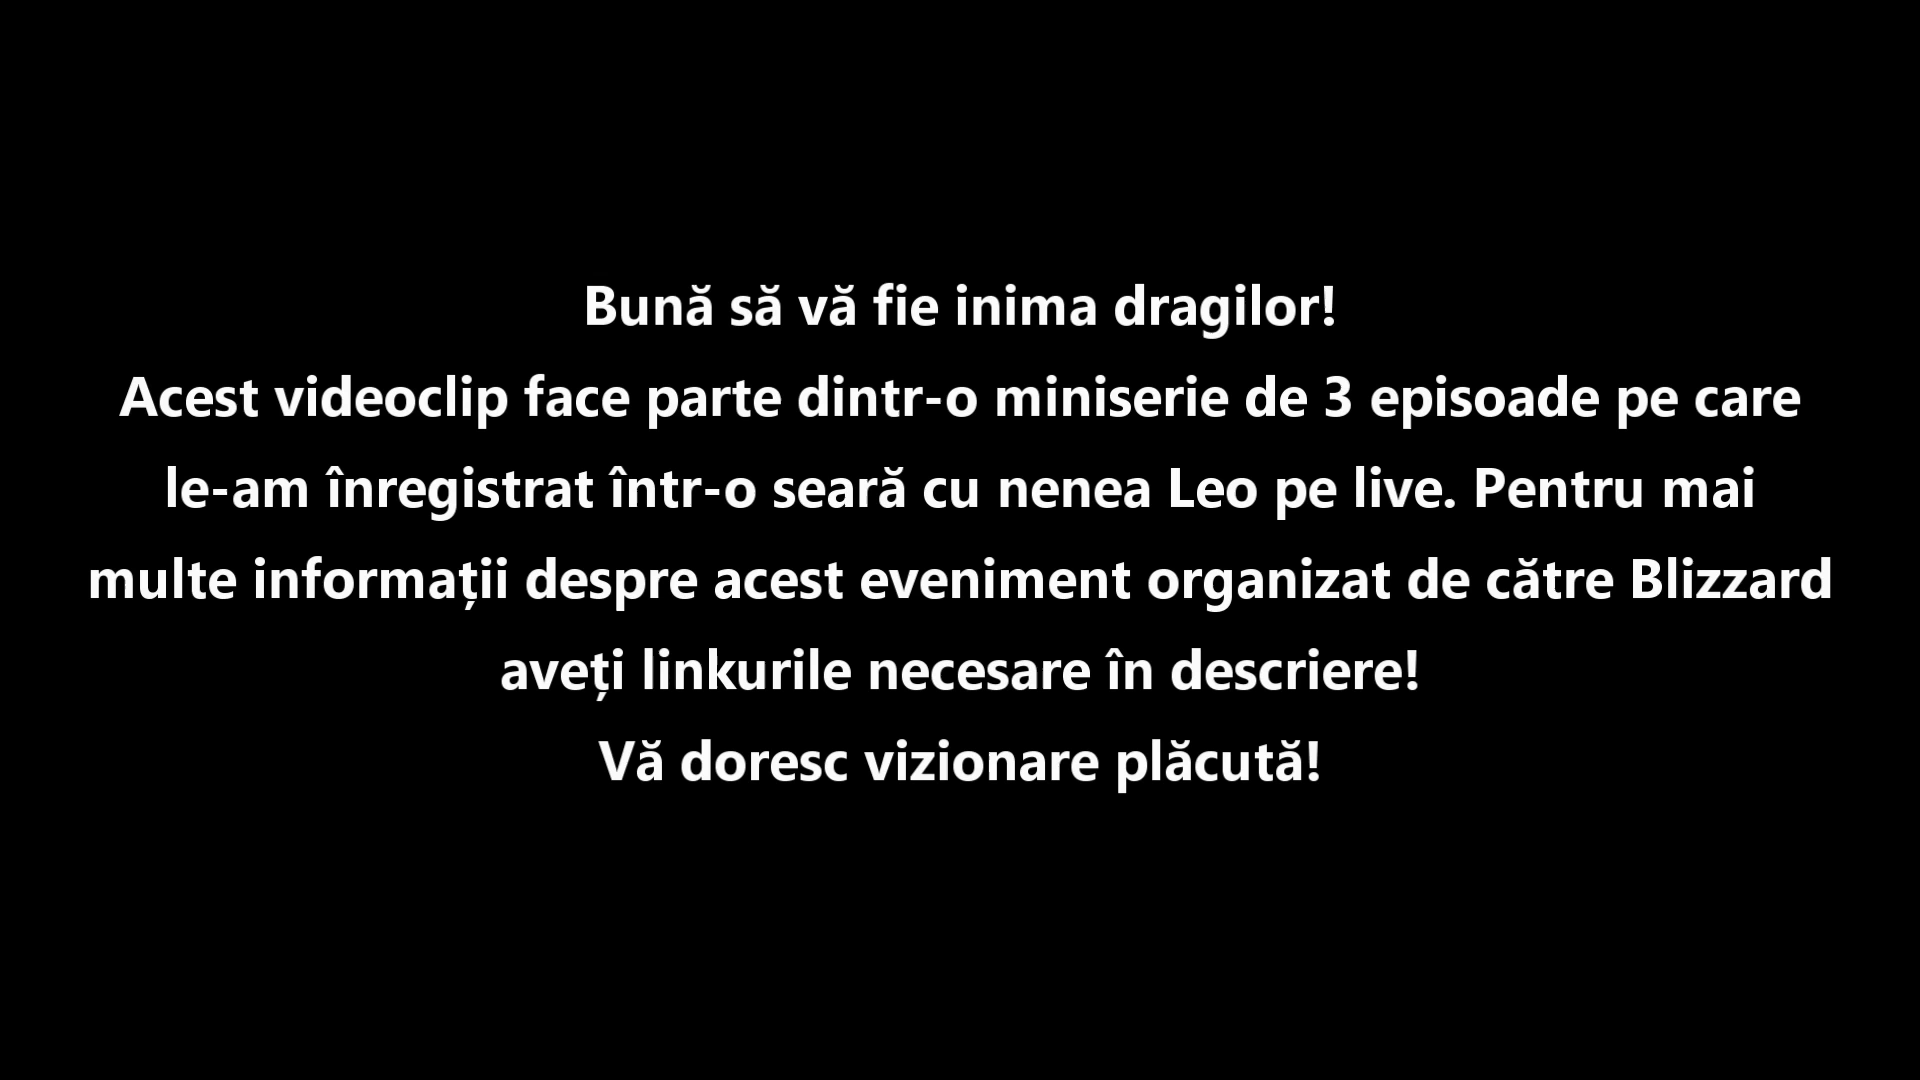 Bună să vă fie inima dragilor!
Acest videoclip face parte dintr-o miniserie de 3 episoade pe care
le-am înregistrat într-o seară cu nenea Leo pe live. Pentru mai
multe informații despre acest eveniment organizat de către Blizzard
aveți linkurile necesare în descriere!
Vă doresc vizionare plăcută!